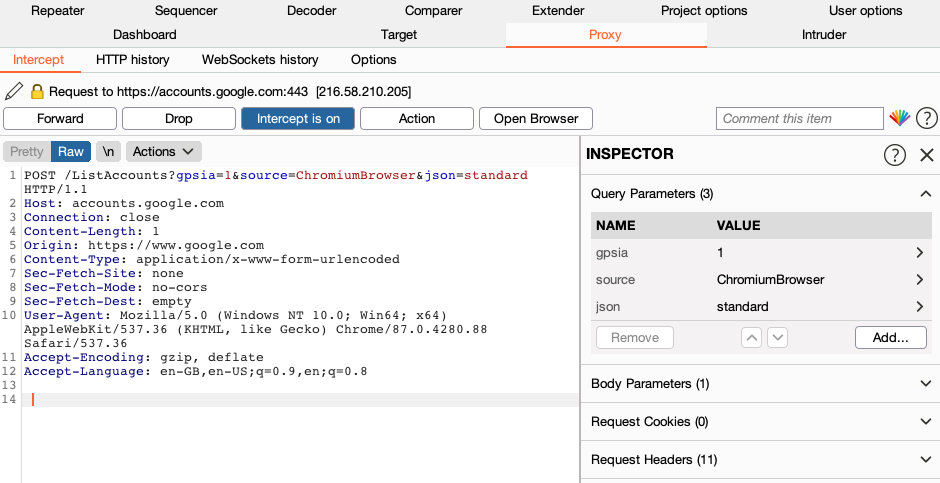 Repeater Sequencer Decoder Comparer Extender Project options User options
Dashboard Target Proxy Intruder
Intercept HTTP history WebSockets history Options
Request to https://accounts.google.com:443 [216.58.210.205]
Forward Drop Intercept is on Action Open Browser Comment this item ?
Pretty Raw \n Actions
1 POST /ListAccounts?gpsia=1&source=ChromiumBrowser&json=standard
HTTP/1.1
2 Host: accounts.google.com
3 Connection: close
4 Content-Length: 1
5 Origin: https://www.google.com
6 Content-Type: application/x-www-form-urlencoded
7 Sec-Fetch-Site: none
8 Sec-Fetch-Mode: no-cors
9 Sec-Fetch-Dest: empty
10 User-Agent: Mozilla/5.0 (Windows NT 10.0; Win64; x64)
AppleWebKit/537.36 (KHTML, like Gecko) Chrome/87.0.4280.88
Safari/537.36
11 Accept-Encoding: gzip, deflate
12 Accept-Language: en-GB,en-US;q=0.9,en;q=0.8
13
14
INSPECTOR ?
Query Parameters (3)
NAME VALUE
gpsia 1
source ChromiumBrowser
json standard
Remove Add...
Body Parameters (1)
Request Cookies (0)
Request Headers (11)